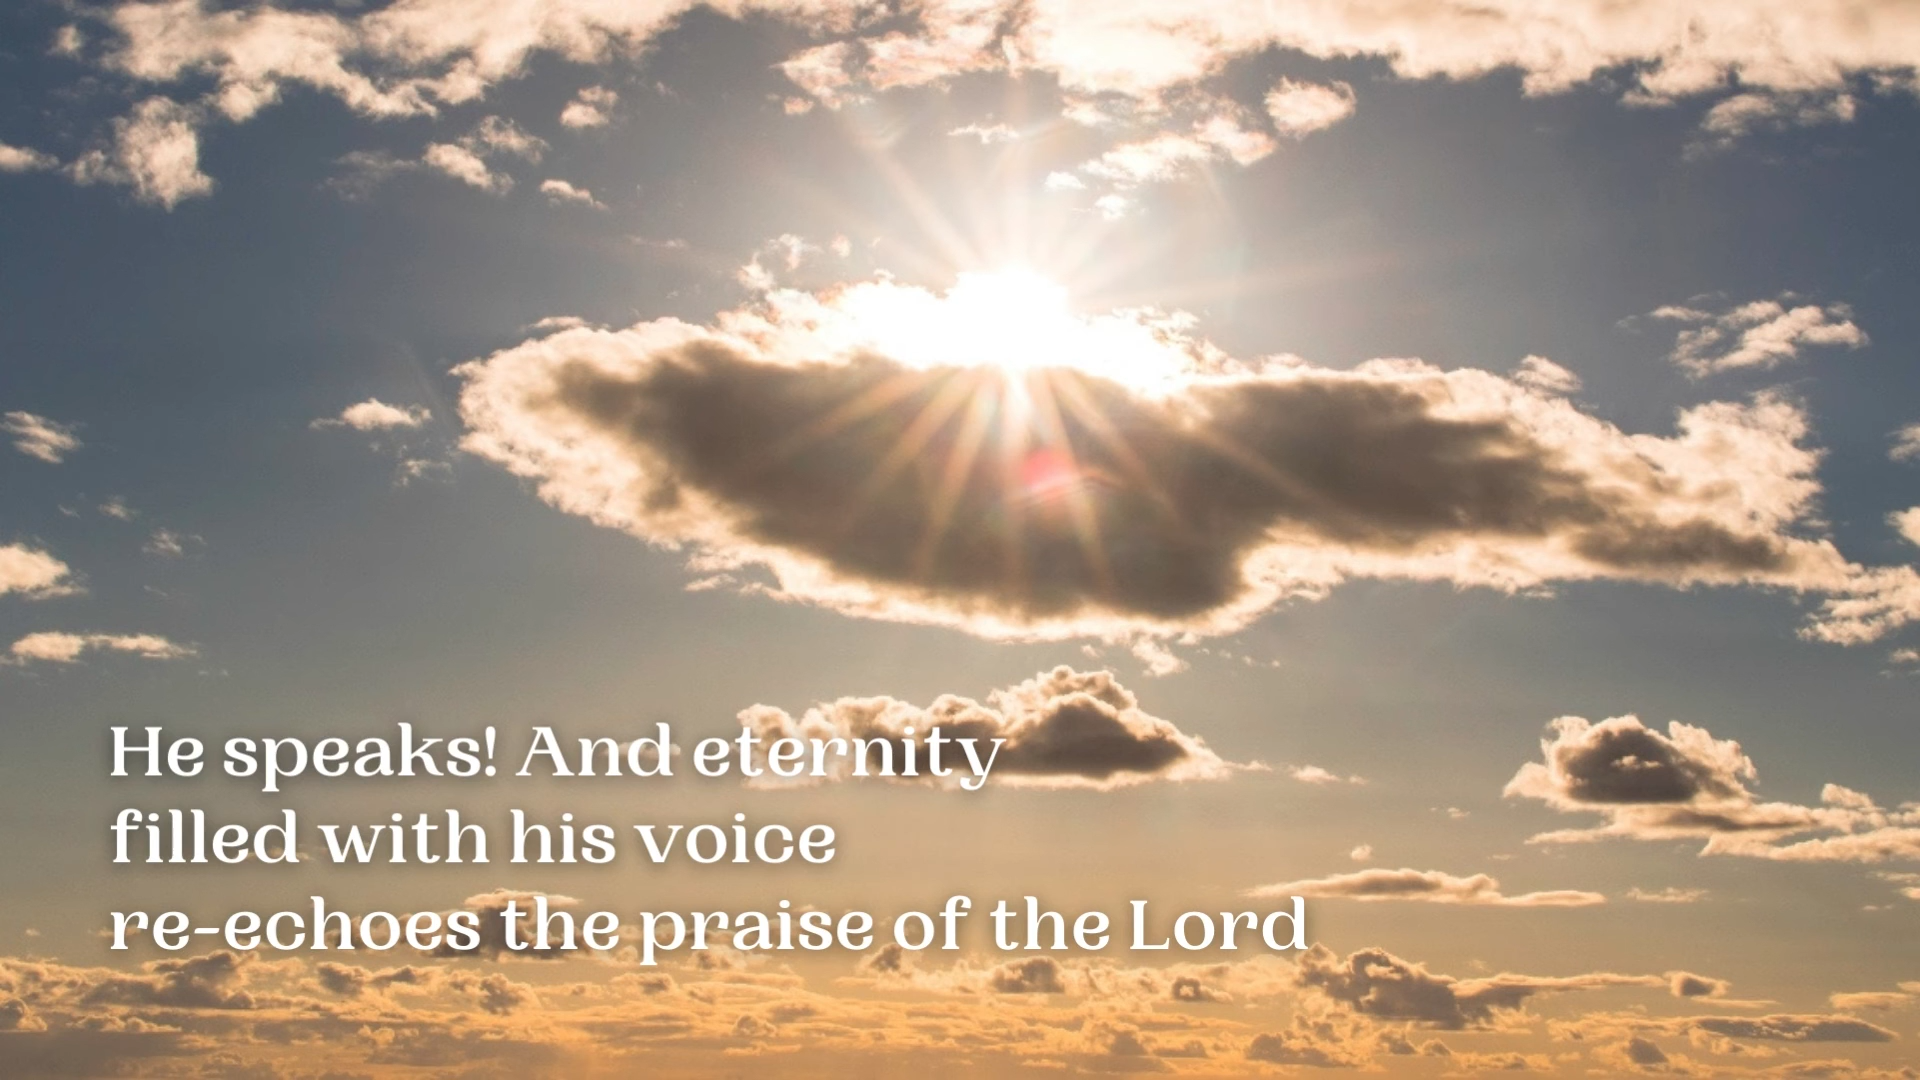 He speaks! And eternity
filled with his voice
re-echoes the praise of the Lord